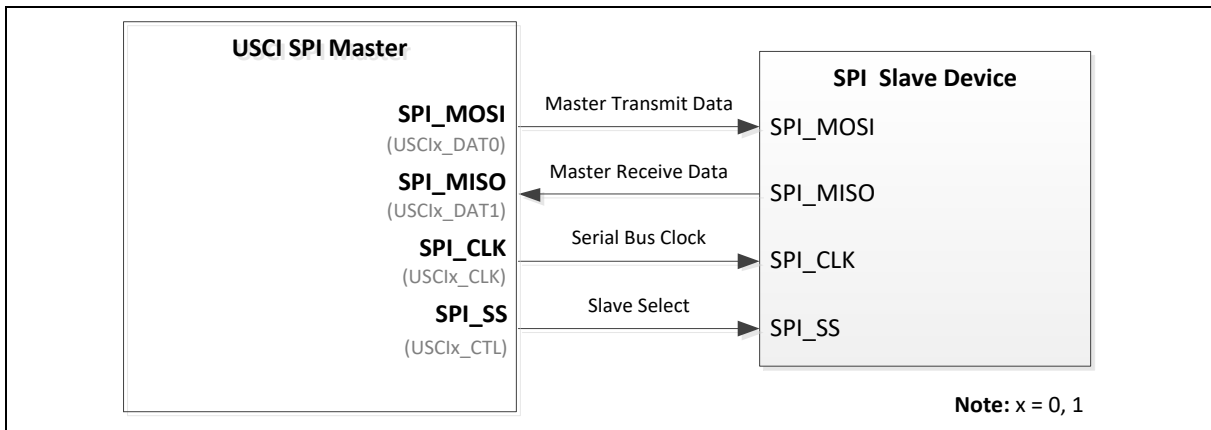 USCI SPI Master
SPI_MOSI
(USCIx_DAT0)
SPI_MISO
(USCIx_DAT1)
SPI_CLK
(USCIx_CLK)
SPI_SS
(USCIx_CTL)
Master Transmit Data
Master Receive Data
Serial Bus Clock
Slave Select
SPI Slave Device
SPI_MOSI
SPI_MISO
SPI_CLK
SPI_SS
Note: x = 0, 1